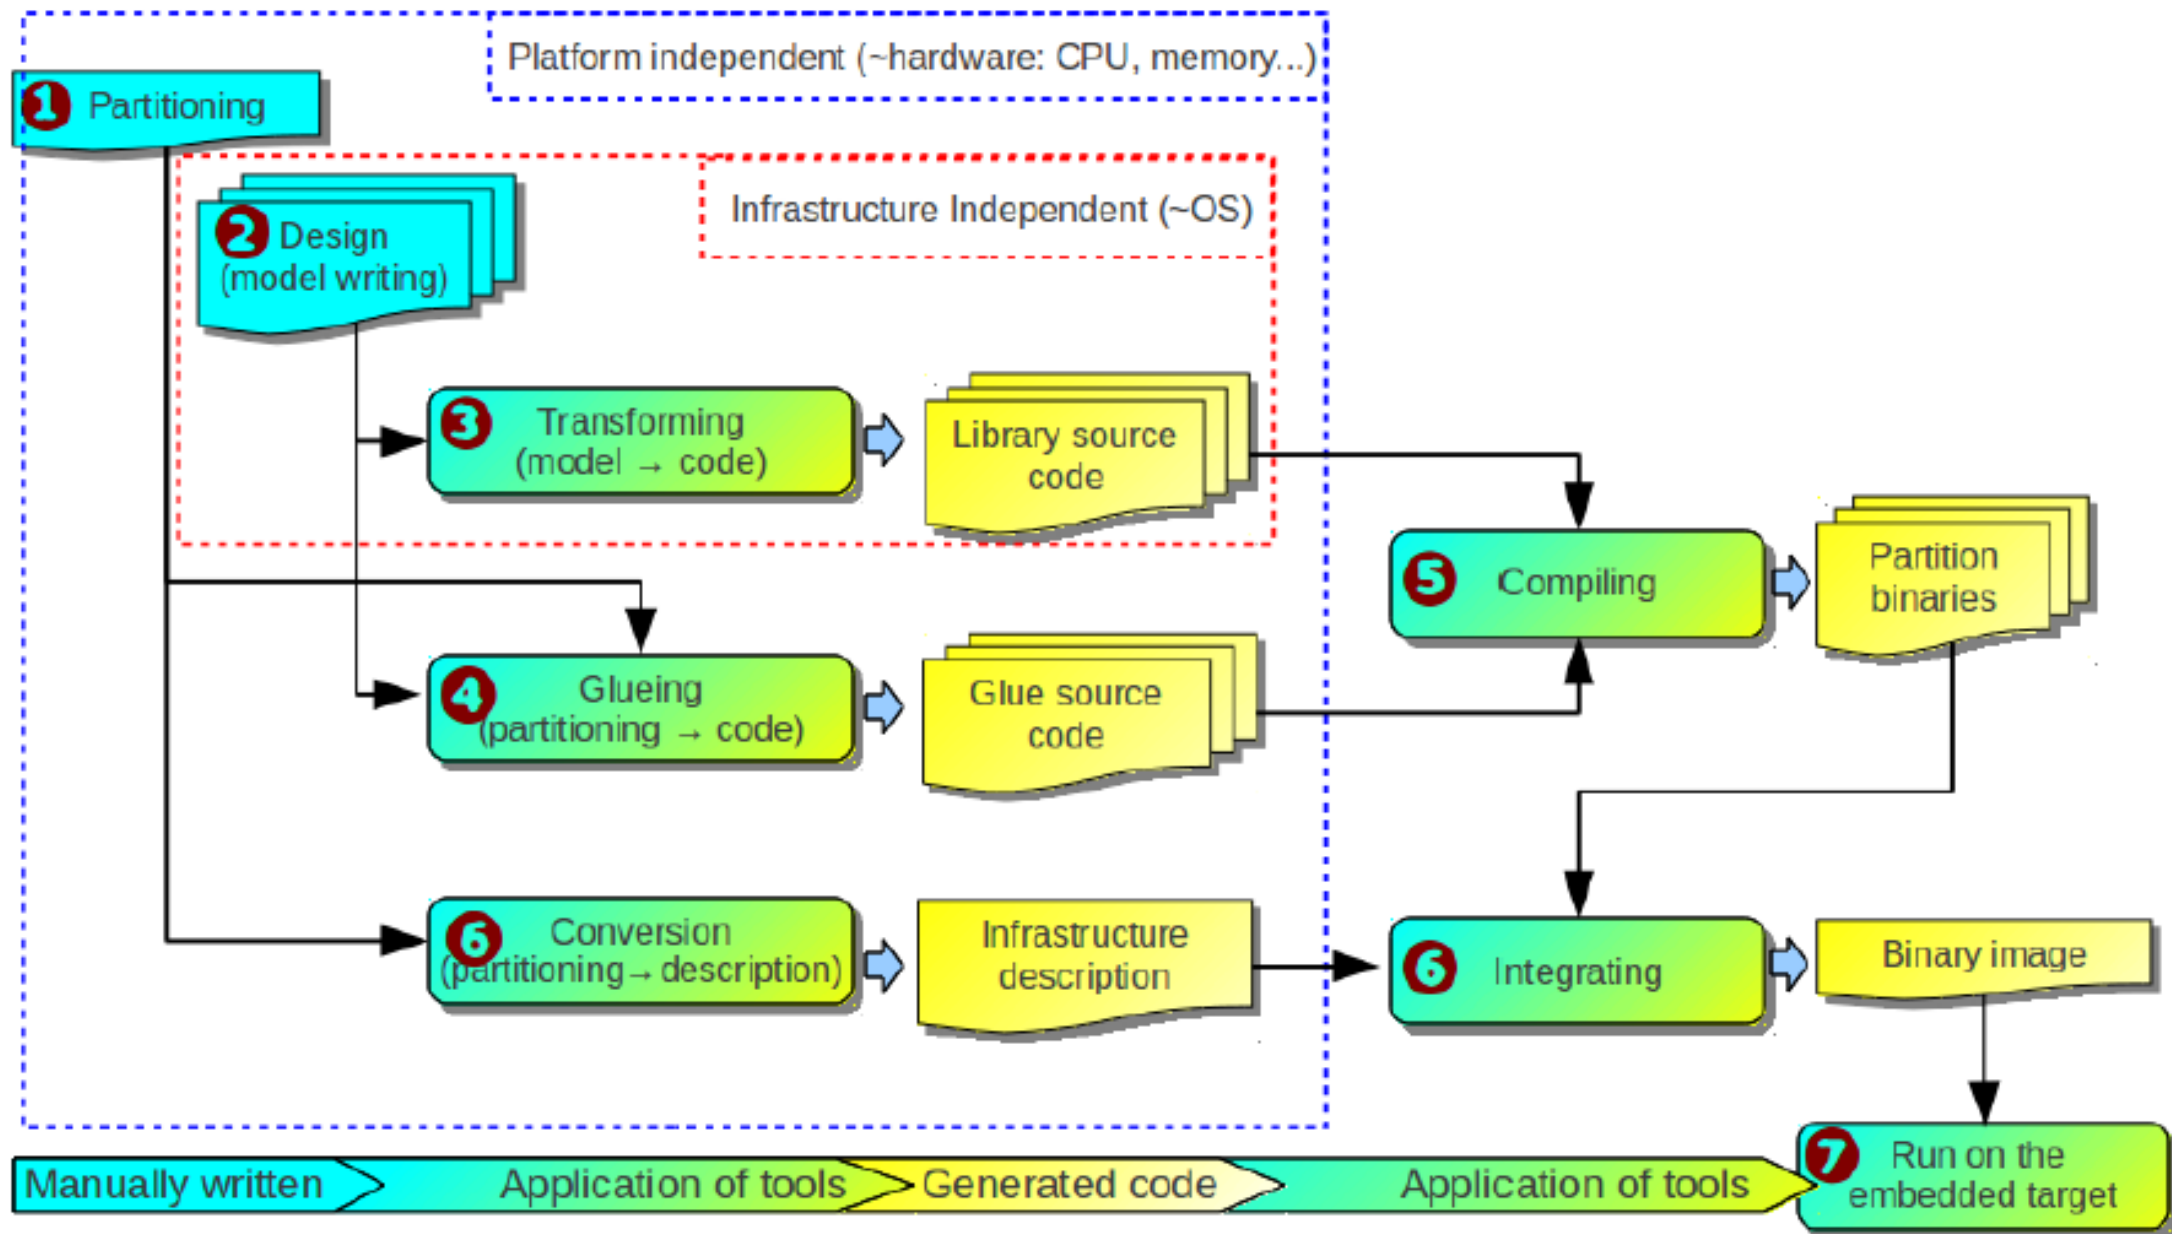 Platform independent (~hardware: CPU, memory...)
1 Partitioning
Infrastructure Independent (~OS)
2 Design
(model writing)
3 Transforming
(model → code)
Library source
code
5 Compiling
Partition
binaries
4 Glueing
(partitioning → code)
Glue source
code
6 Conversion
(partitioning→description)
Infrastructure
description
6 Integrating
Binary image
7 Run on the
embedded target
Manually written
Application of tools
Generated code
Application of tools